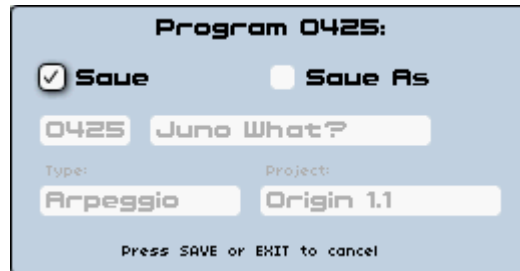 Program 0425:
Save Save As
0425 Juno What?
Type: Project:
Arpeggio Origin 1.1
Press SAVE or EXIT to cancel